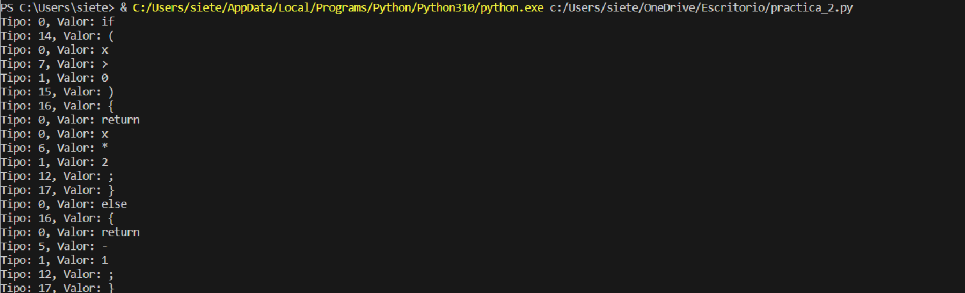 PS C:\Users\siete> & C:/Users/siete/AppData/Local/Programs/Python/Python310/python.exe c:/Users/siete/OneDrive/Escritorio/practica_2.py
Tipo: 0, Valor: if
Tipo: 14, Valor: (
Tipo: 0, Valor: x
Tipo: 7, Valor: >
Tipo: 1, Valor: 0
Tipo: 15, Valor: )
Tipo: 16, Valor: {
Tipo: 0, Valor: return
Tipo: 0, Valor: x
Tipo: 6, Valor: *
Tipo: 1, Valor: 2
Tipo: 12, Valor: ;
Tipo: 17, Valor: }
Tipo: 0, Valor: else
Tipo: 16, Valor: {
Tipo: 0, Valor: return
Tipo: 5, Valor: -
Tipo: 1, Valor: 1
Tipo: 12, Valor: ;
Tipo: 17, Valor: }